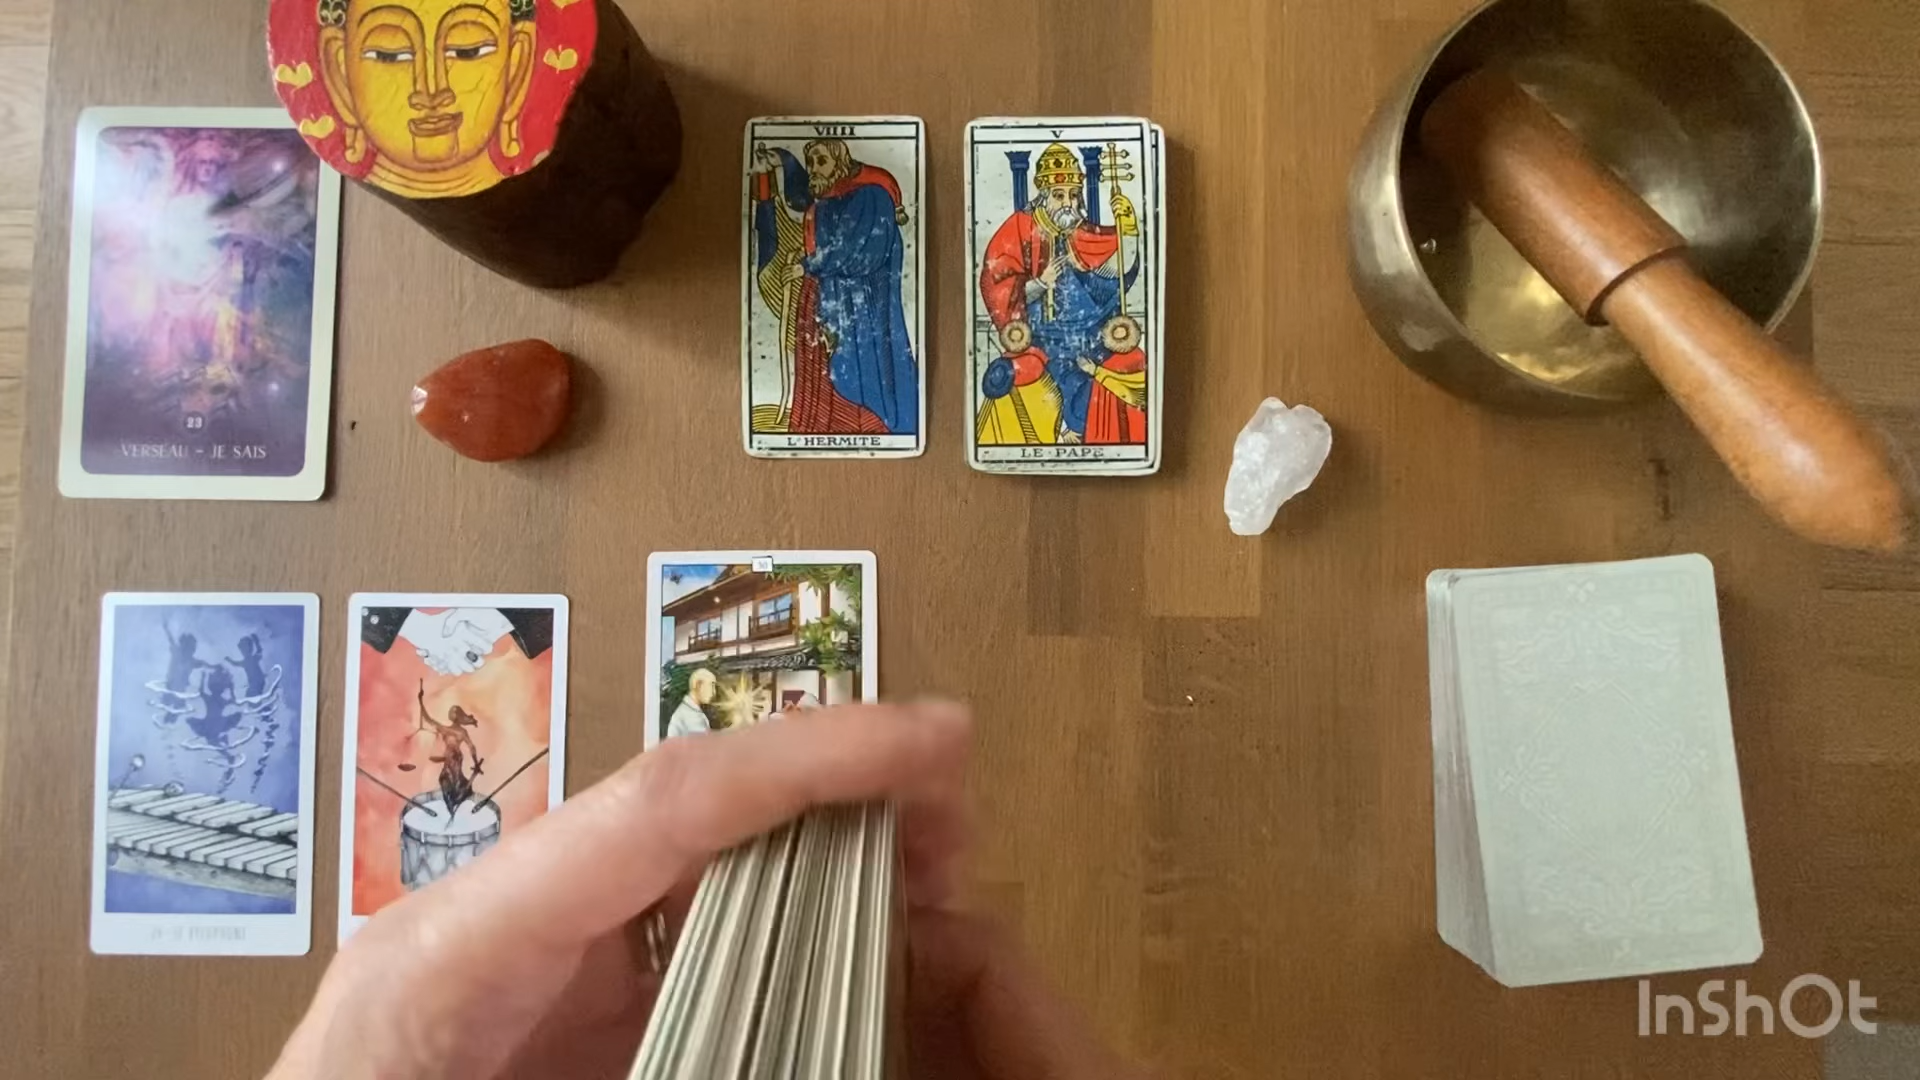 VIIII
V
23
VERSEAU – JE SAIS
L'HERMITE
LE·PAPE
30
InShOt